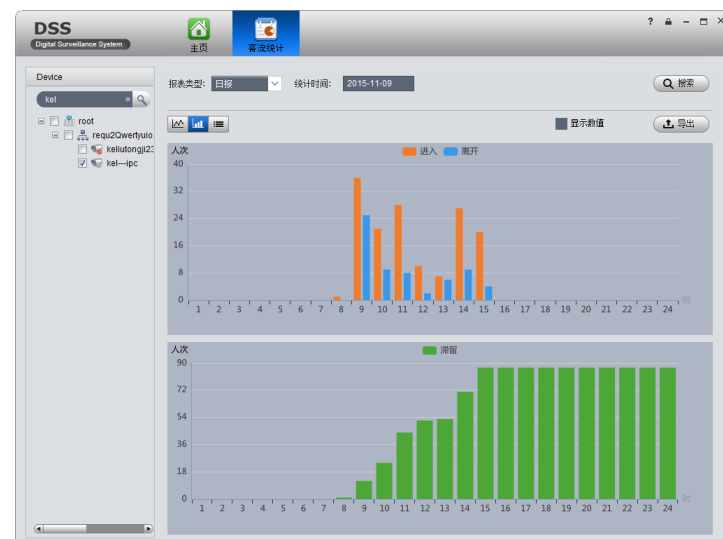 DSS
Digital Surveillance System
主页
客流统计
?
Device
kel
root
requ2Qwertyuio
keliutongji23
kel---ipc
报表类型: 日报 统计时间: 2015-11-09 搜索
显示数值 导出
人次 进入 离开
40
32
24
16
8
0
时
1 2 3 4 5 6 7 8 9 10 11 12 13 14 15 16 17 18 19 20 21 22 23 24
人次 滞留
90
72
54
36
18
0
时
1 2 3 4 5 6 7 8 9 10 11 12 13 14 15 16 17 18 19 20 21 22 23 24